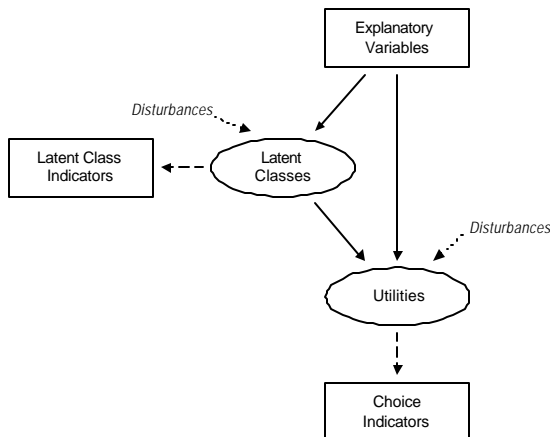 Explanatory
Variables
Disturbances
Latent Class
Indicators
Latent
Classes
Disturbances
Utilities
Choice
Indicators